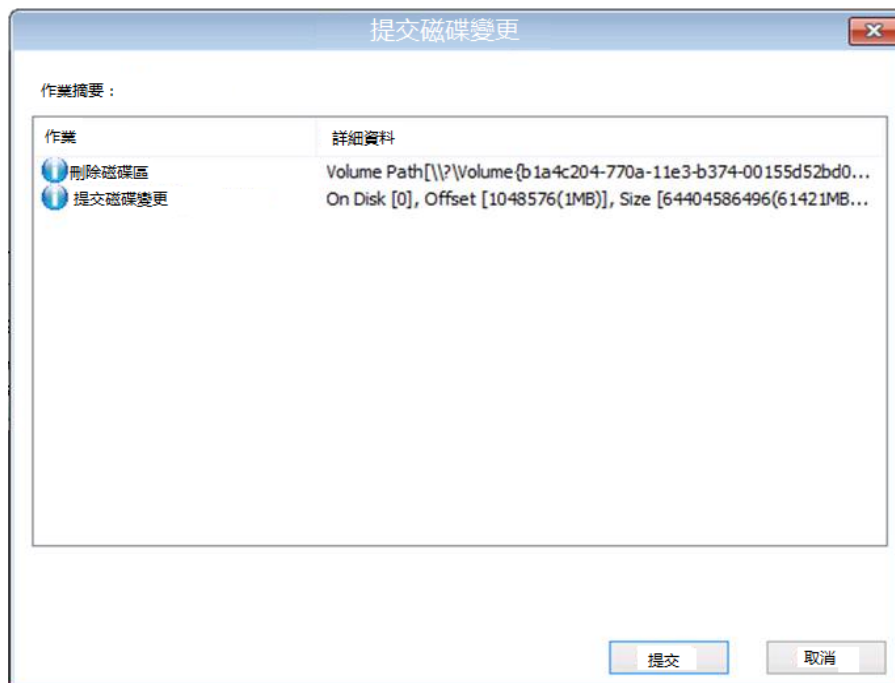 提交磁碟變更
作業摘要：
作業 詳細資料
刪除磁碟區 Volume Path[\\?\Volume{b1a4c204-770a-11e3-b374-00155d52bd0...
提交磁碟變更 On Disk [0], Offset [1048576(1MB)], Size [64404586496(61421MB...
提交 取消